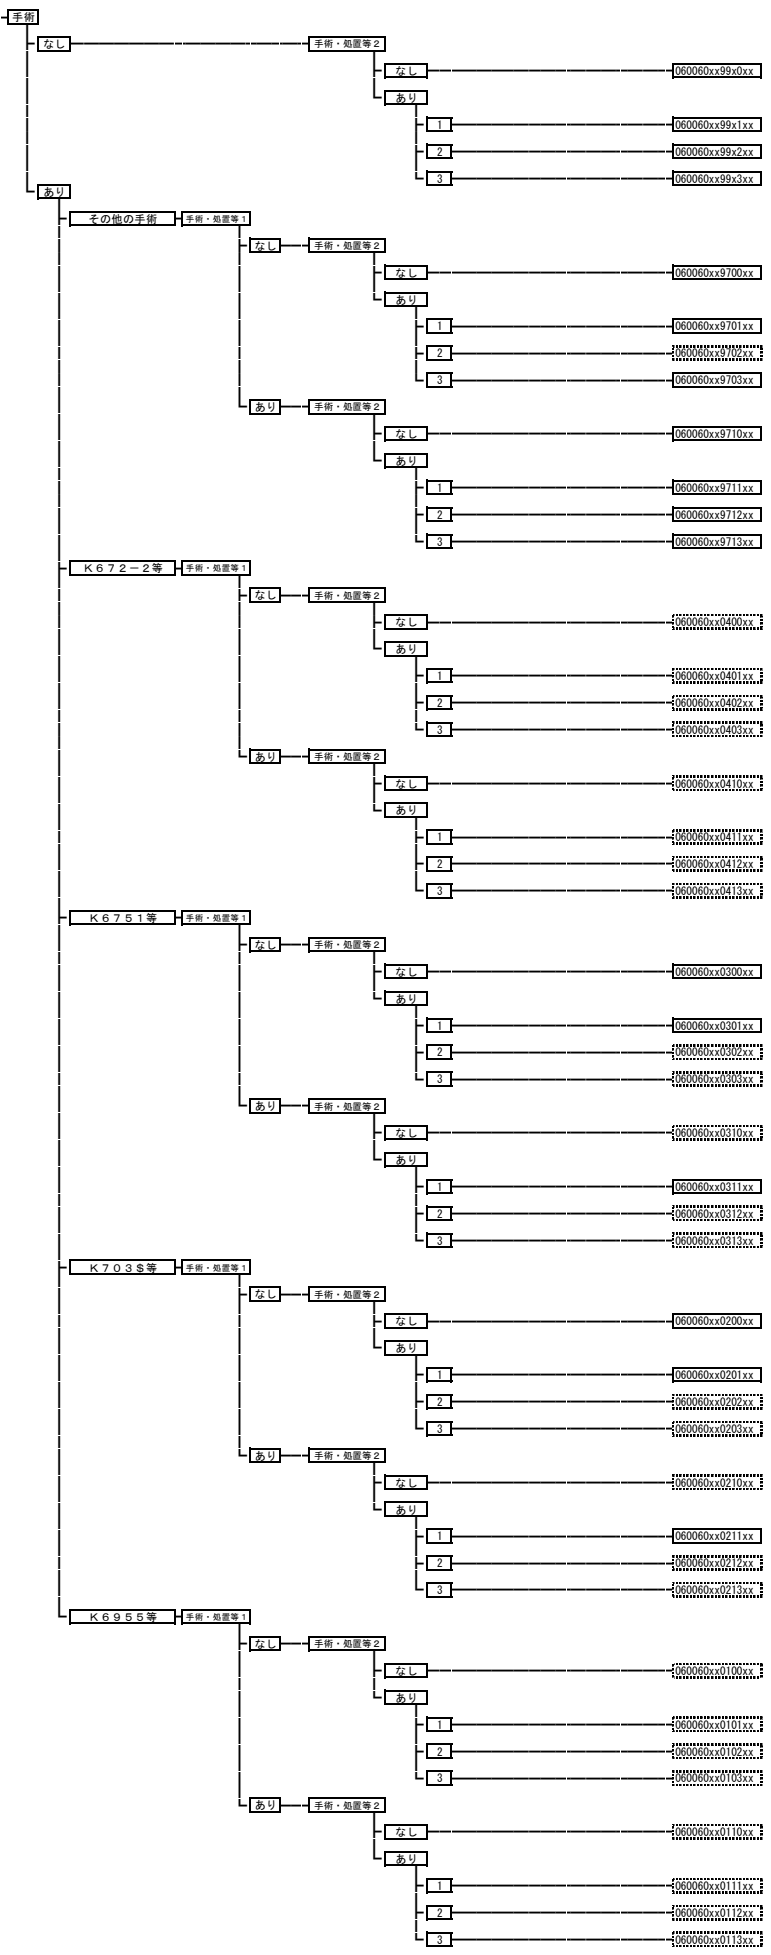 手術
なし 手術・処置等2
なし 060060xx99x0xx
あり
1 060060xx99x1xx
2 060060xx99x2xx
3 060060xx99x3xx
あり
その他の手術 手術・処置等1
なし 手術・処置等2
なし 060060xx9700xx
あり
1 060060xx9701xx
2 060060xx9702xx
3 060060xx9703xx
あり 手術・処置等2
なし 060060xx9710xx
あり
1 060060xx9711xx
2 060060xx9712xx
3 060060xx9713xx
K672-2等 手術・処置等1
なし 手術・処置等2
なし 060060xx0400xx
あり
1 060060xx0401xx
2 060060xx0402xx
3 060060xx0403xx
あり 手術・処置等2
なし 060060xx0410xx
あり
1 060060xx0411xx
2 060060xx0412xx
3 060060xx0413xx
K6751等 手術・処置等1
なし 手術・処置等2
なし 060060xx0300xx
あり
1 060060xx0301xx
2 060060xx0302xx
3 060060xx0303xx
あり 手術・処置等2
なし 060060xx0310xx
あり
1 060060xx0311xx
2 060060xx0312xx
3 060060xx0313xx
K703$等 手術・処置等1
なし 手術・処置等2
なし 060060xx0200xx
あり
1 060060xx0201xx
2 060060xx0202xx
3 060060xx0203xx
あり 手術・処置等2
なし 060060xx0210xx
あり
1 060060xx0211xx
2 060060xx0212xx
3 060060xx0213xx
K6955等 手術・処置等1
なし 手術・処置等2
なし 060060xx0100xx
あり
1 060060xx0101xx
2 060060xx0102xx
3 060060xx0103xx
あり 手術・処置等2
なし 060060xx0110xx
あり
1 060060xx0111xx
2 060060xx0112xx
3 060060xx0113xx